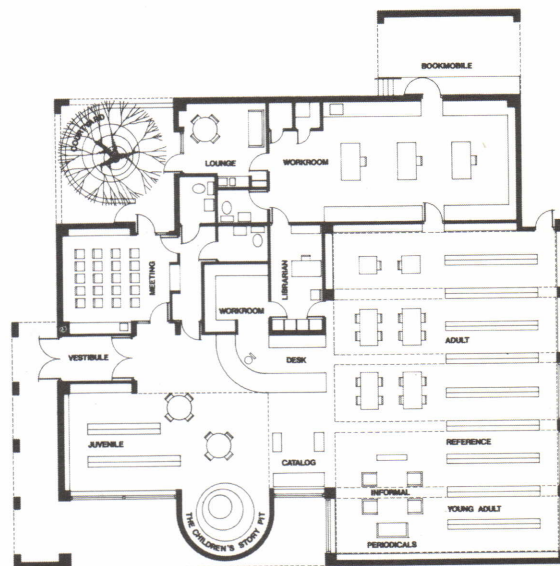 BOOKMOBILE
COURTYARD
LOUNGE
WORKROOM
MEETING
LIBRARIAN
WORKROOM
VESTIBULE
DESK
ADULT
JUVENILE
CATALOG
REFERENCE
INFORMAL
YOUNG ADULT
THE CHILDREN'S STORY PIT
PERIODICALS